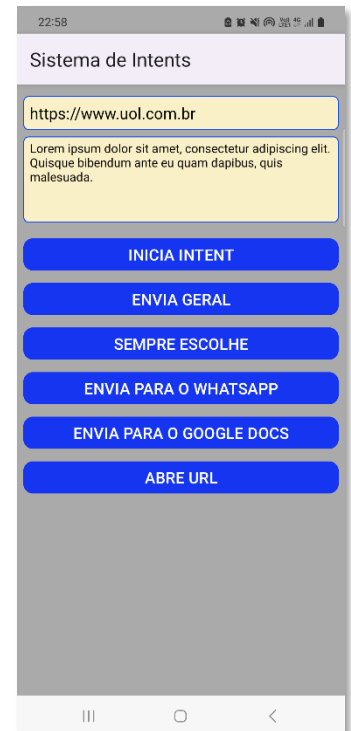 22:58
Sistema de Intents
https://www.uol.com.br
Lorem ipsum dolor sit amet, consectetur adipiscing elit.
Quisque bibendum ante eu quam dapibus, quis
malesuada.
INICIA INTENT
ENVIA GERAL
SEMPRE ESCOLHE
ENVIA PARA O WHATSAPP
ENVIA PARA O GOOGLE DOCS
ABRE URL